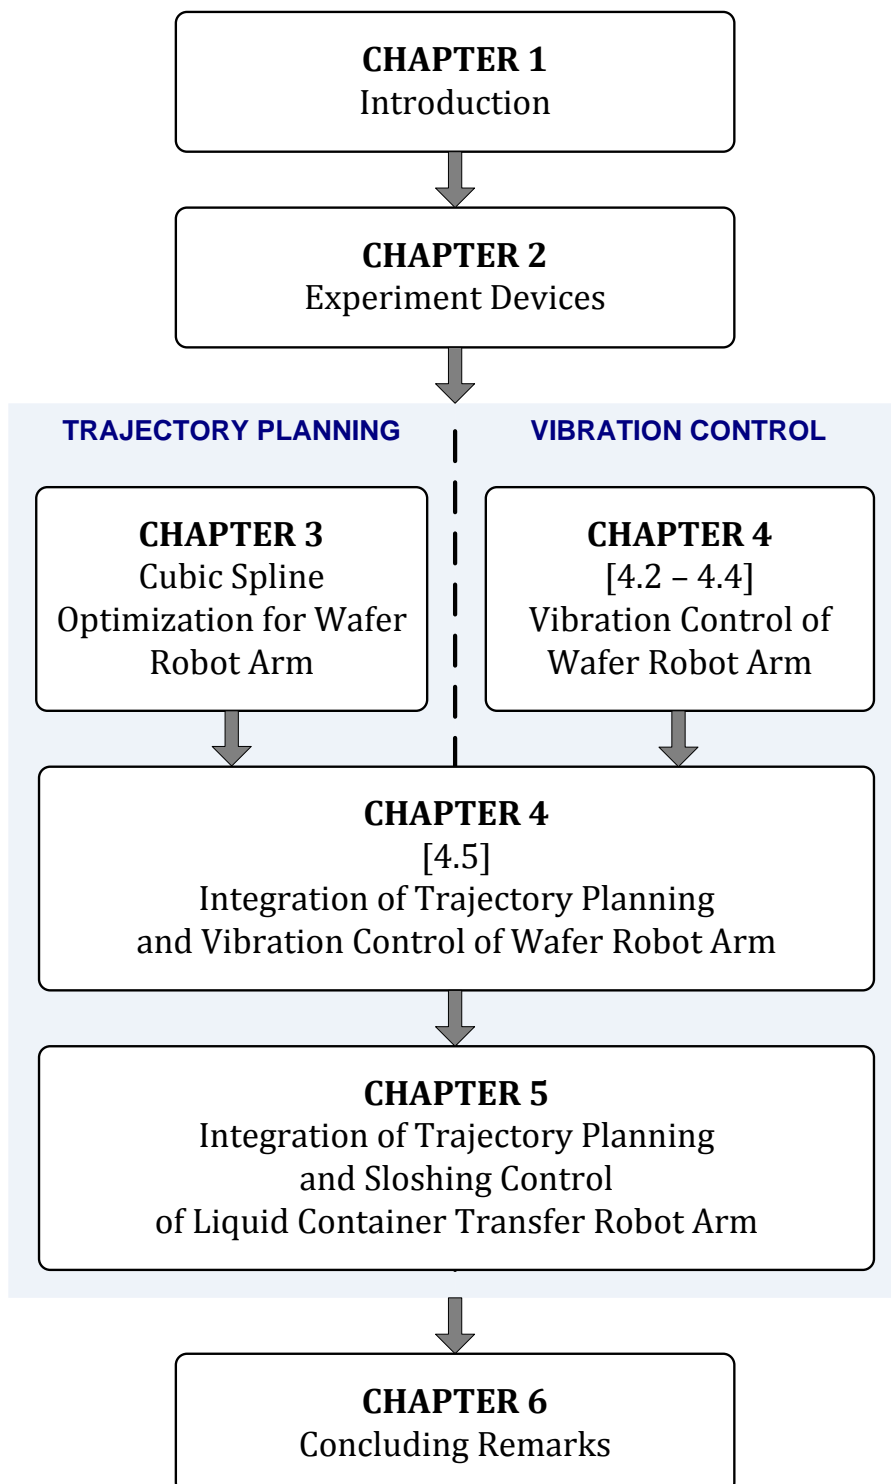 CHAPTER 1
Introduction
CHAPTER 2
Experiment Devices
TRAJECTORY PLANNING
VIBRATION CONTROL
CHAPTER 3
Cubic Spline
Optimization for Wafer
Robot Arm
CHAPTER 4
[4.2 – 4.4]
Vibration Control of
Wafer Robot Arm
CHAPTER 4
[4.5]
Integration of Trajectory Planning
and Vibration Control of Wafer Robot Arm
CHAPTER 5
Integration of Trajectory Planning
and Sloshing Control
of Liquid Container Transfer Robot Arm
CHAPTER 6
Concluding Remarks